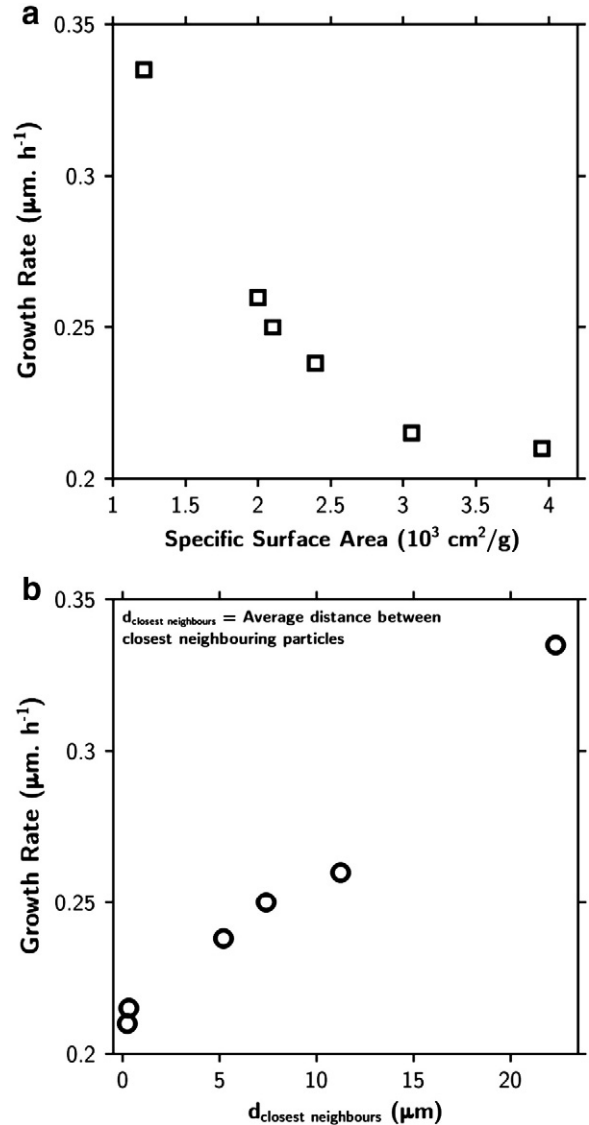 a
0.35
0.3
0.25
0.2
Growth Rate (μm. h⁻¹)
1 1.5 2 2.5 3 3.5 4
Specific Surface Area (10³ cm²/g)
b
0.35
d closest neighbours = Average distance between
closest neighbouring particles
0.3
0.25
0.2
Growth Rate (μm. h⁻¹)
0 5 10 15 20
d closest neighbours (μm)